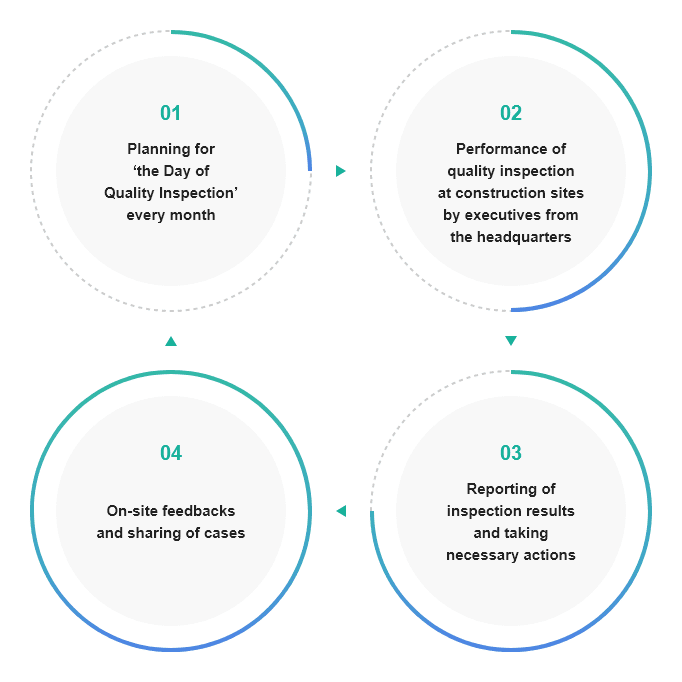 01
Planning for
‘the Day of
Quality Inspection’
every month
02
Performance of
quality inspection
at construction sites
by executives from
the headquarters
03
Reporting of
inspection results
and taking
necessary actions
04
On-site feedbacks
and sharing of cases